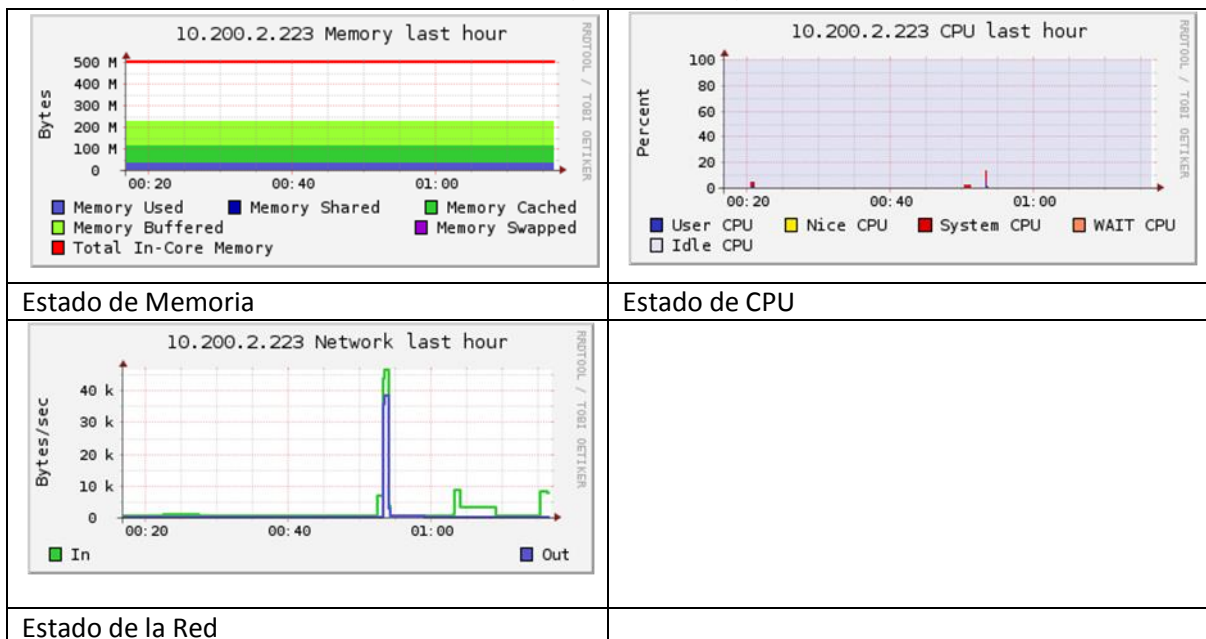 10.200.2.223 Memory last hour
RRDTOOL / TOBI OETIKER
Bytes
500 M
400 M
300 M
200 M
100 M
0
00:20 00:40 01:00
Memory Used Memory Shared Memory Cached
Memory Buffered Memory Swapped
Total In-Core Memory
10.200.2.223 CPU last hour
RRDTOOL / TOBI OETIKER
Percent
100
80
60
40
20
0
00:20 00:40 01:00
User CPU Nice CPU System CPU WAIT CPU
Idle CPU
Estado de Memoria
Estado de CPU
10.200.2.223 Network last hour
RRDTOOL / TOBI OETIKER
Bytes/sec
40 k
30 k
20 k
10 k
0
00:20 00:40 01:00
In Out
Estado de la Red